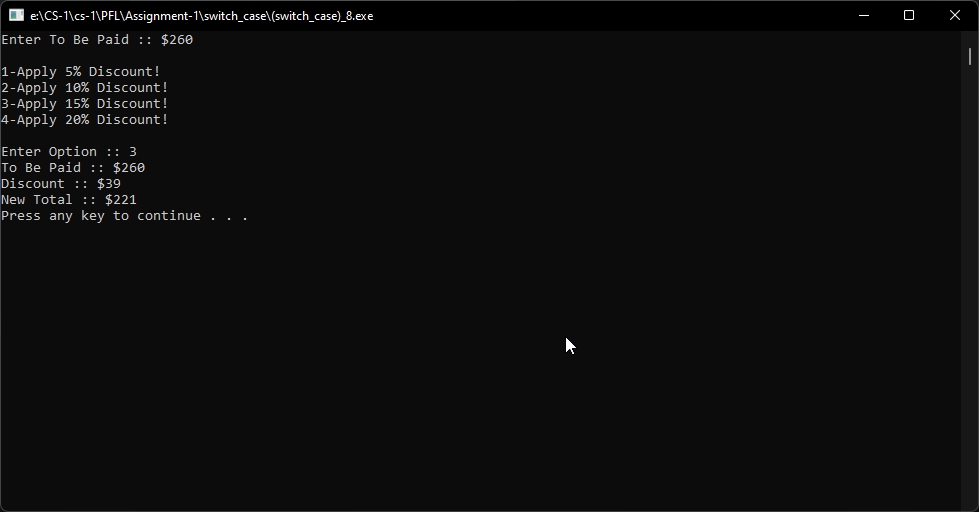 e:\CS-1\cs-1\PFL\Assignment-1\switch_case\(switch_case)_8.exe
Enter To Be Paid :: $260
1-Apply 5% Discount!
2-Apply 10% Discount!
3-Apply 15% Discount!
4-Apply 20% Discount!
Enter Option :: 3
To Be Paid :: $260
Discount :: $39
New Total :: $221
Press any key to continue . . .